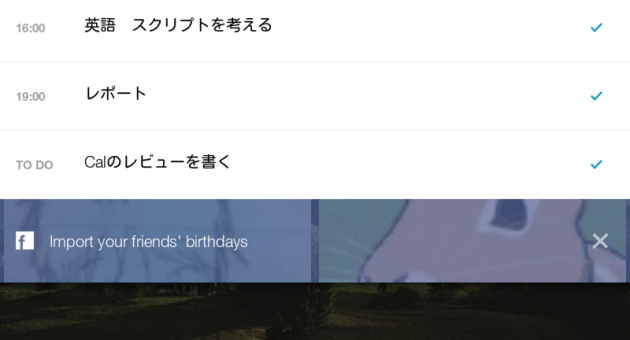 16:00 英語　スクリプトを考える
19:00 レポート
TO DO Calのレビューを書く
f Import your friends' birthdays